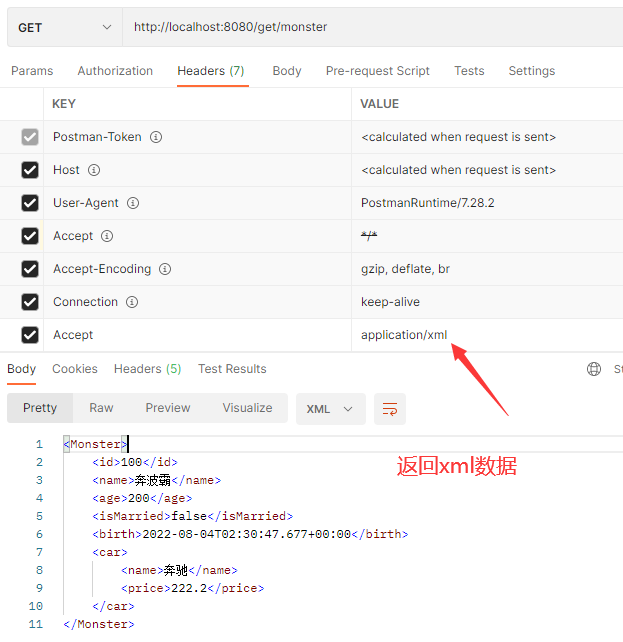 GET http://localhost:8080/get/monster
Params Authorization Headers (7) Body Pre-request Script Tests Settings
KEY VALUE
Postman-Token <calculated when request is sent>
Host <calculated when request is sent>
User-Agent PostmanRuntime/7.28.2
Accept */*
Accept-Encoding gzip, deflate, br
Connection keep-alive
Accept application/xml
Body Cookies Headers (5) Test Results St
Pretty Raw Preview Visualize XML
1 <Monster>
2 <id>100</id>
3 <name>奔波霸</name>
4 <age>200</age>
5 <isMarried>false</isMarried>
6 <birth>2022-08-04T02:30:47.677+00:00</birth>
7 <car>
8 <name>奔驰</name>
9 <price>222.2</price>
10 </car>
11 </Monster>
返回xml数据